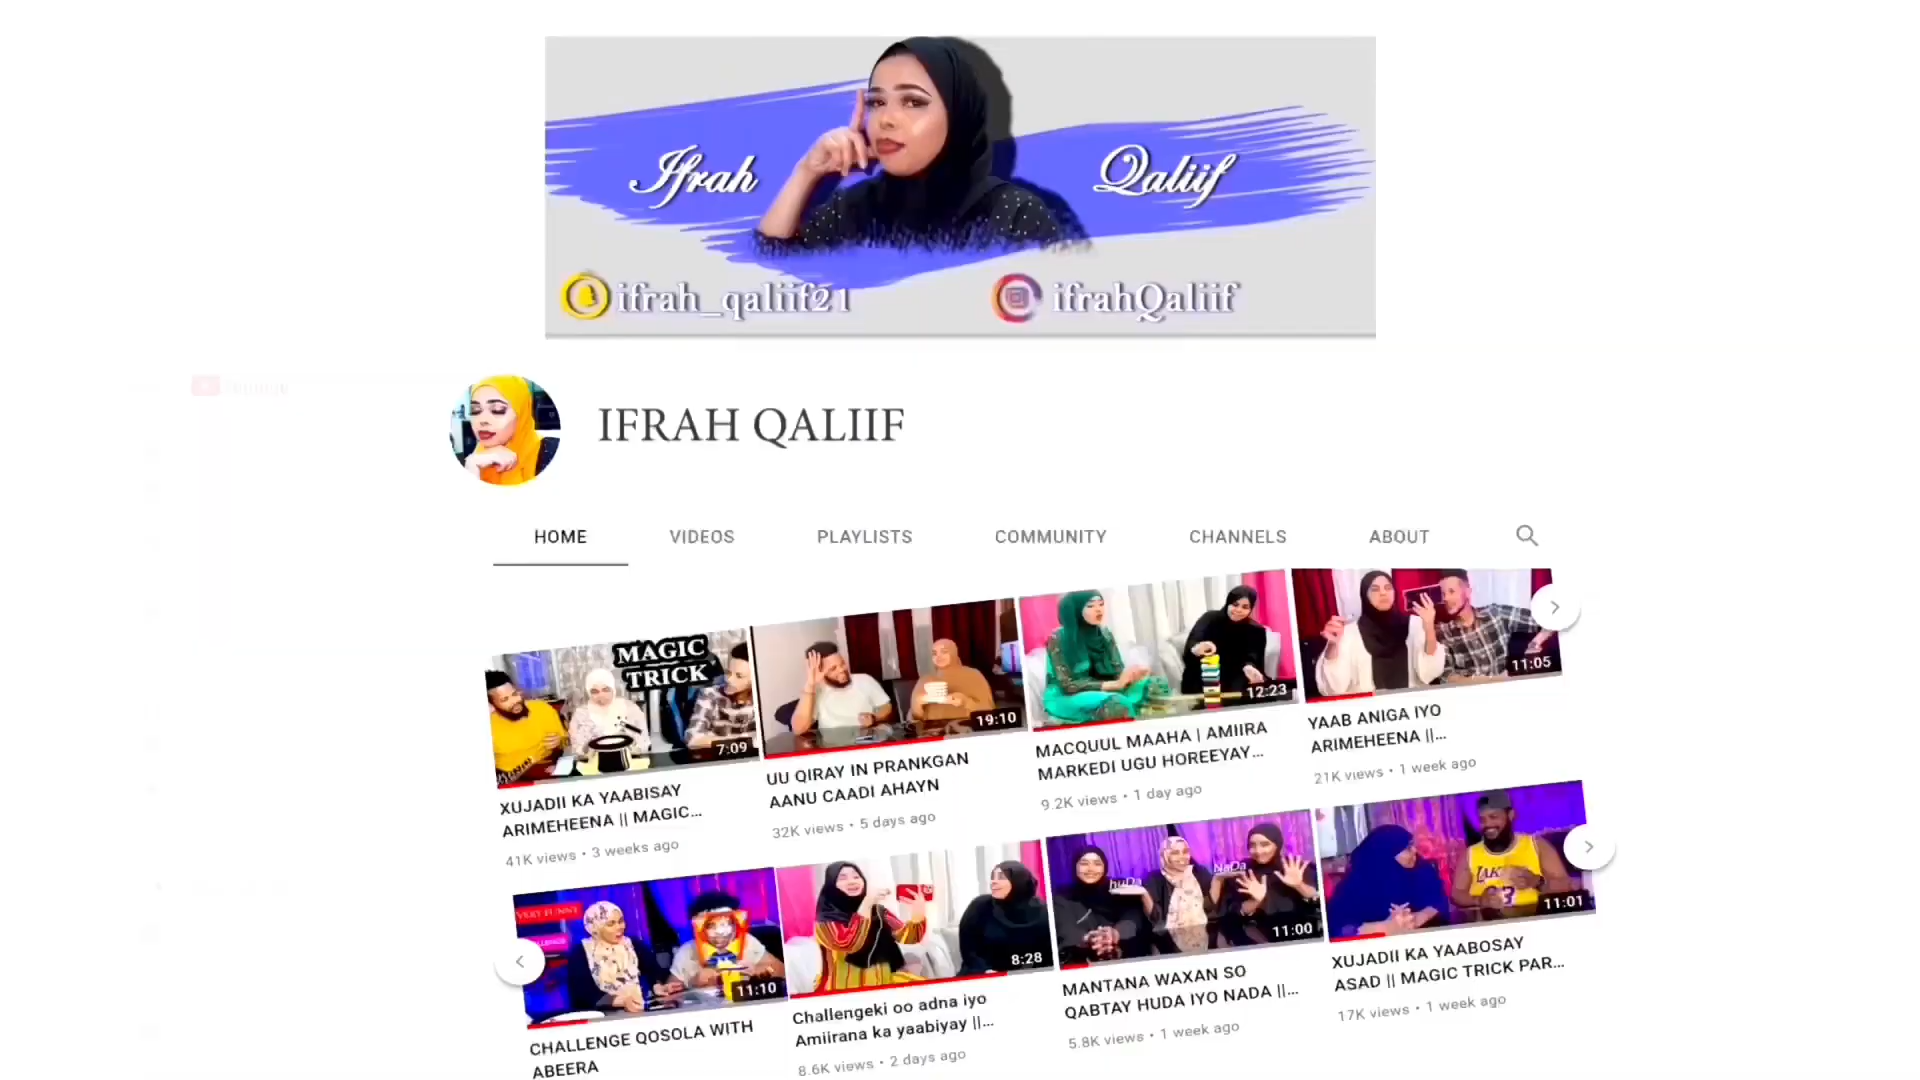 Ifrah Qaliif
ifrah_qaliif21 ifrahQaliif
IFRAH QALIIF
HOME VIDEOS PLAYLISTS COMMUNITY CHANNELS ABOUT
MAGIC
TRICK
7:09
19:10
12:23
11:05
XUJADII KA YAABISAY
ARIMEHEENA || MAGIC...
41K views • 3 weeks ago
UU QIRAY IN PRANKGAN
AANU CAADI AHAYN
32K views • 5 days ago
MACQUUL MAAHA | AMIIRA
MARKEDI UGU HOREEYAY...
9.2K views • 1 day ago
YAAB ANIGA IYO
ARIMEHEENA ||...
21K views • 1 week ago
VERY FUNNY
11:10
8:28
huDa
NaDa
11:00
11:01
CHALLENGE QOSOLA WITH
ABEERA
Challengeki oo adna iyo
Amiirana ka yaabiyay ||...
8.6K views • 2 days ago
MANTANA WAXAN SO
QABTAY HUDA IYO NADA ||...
5.8K views • 1 week ago
XUJADII KA YAABOSAY
ASAD || MAGIC TRICK PAR...
17K views • 1 week ago